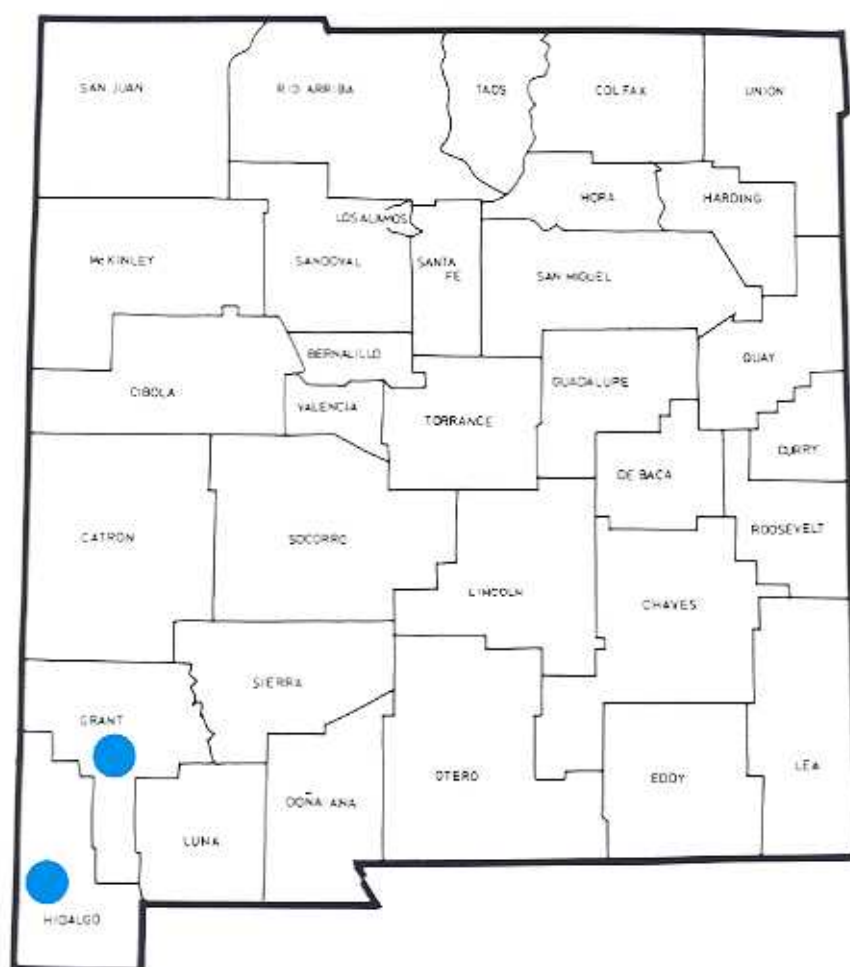 SAN JUAN
RIO ARRIBA
TAOS
COLFAX
UNION
HORA
HARDING
LOS ALAMOS
McKINLEY
SANDOVAL
SANTA
FE
SAN MIGUEL
BERNALILLO
QUAY
CIBOLA
GUADALUPE
VALENCIA
TORRANCE
CURRY
DE BACA
ROOSEVELT
CATRON
SOCORRO
LINCOLN
CHAVES
SIERRA
GRANT
LEA
OTERO
EDDY
DOÑA ANA
LUNA
HIDALGO